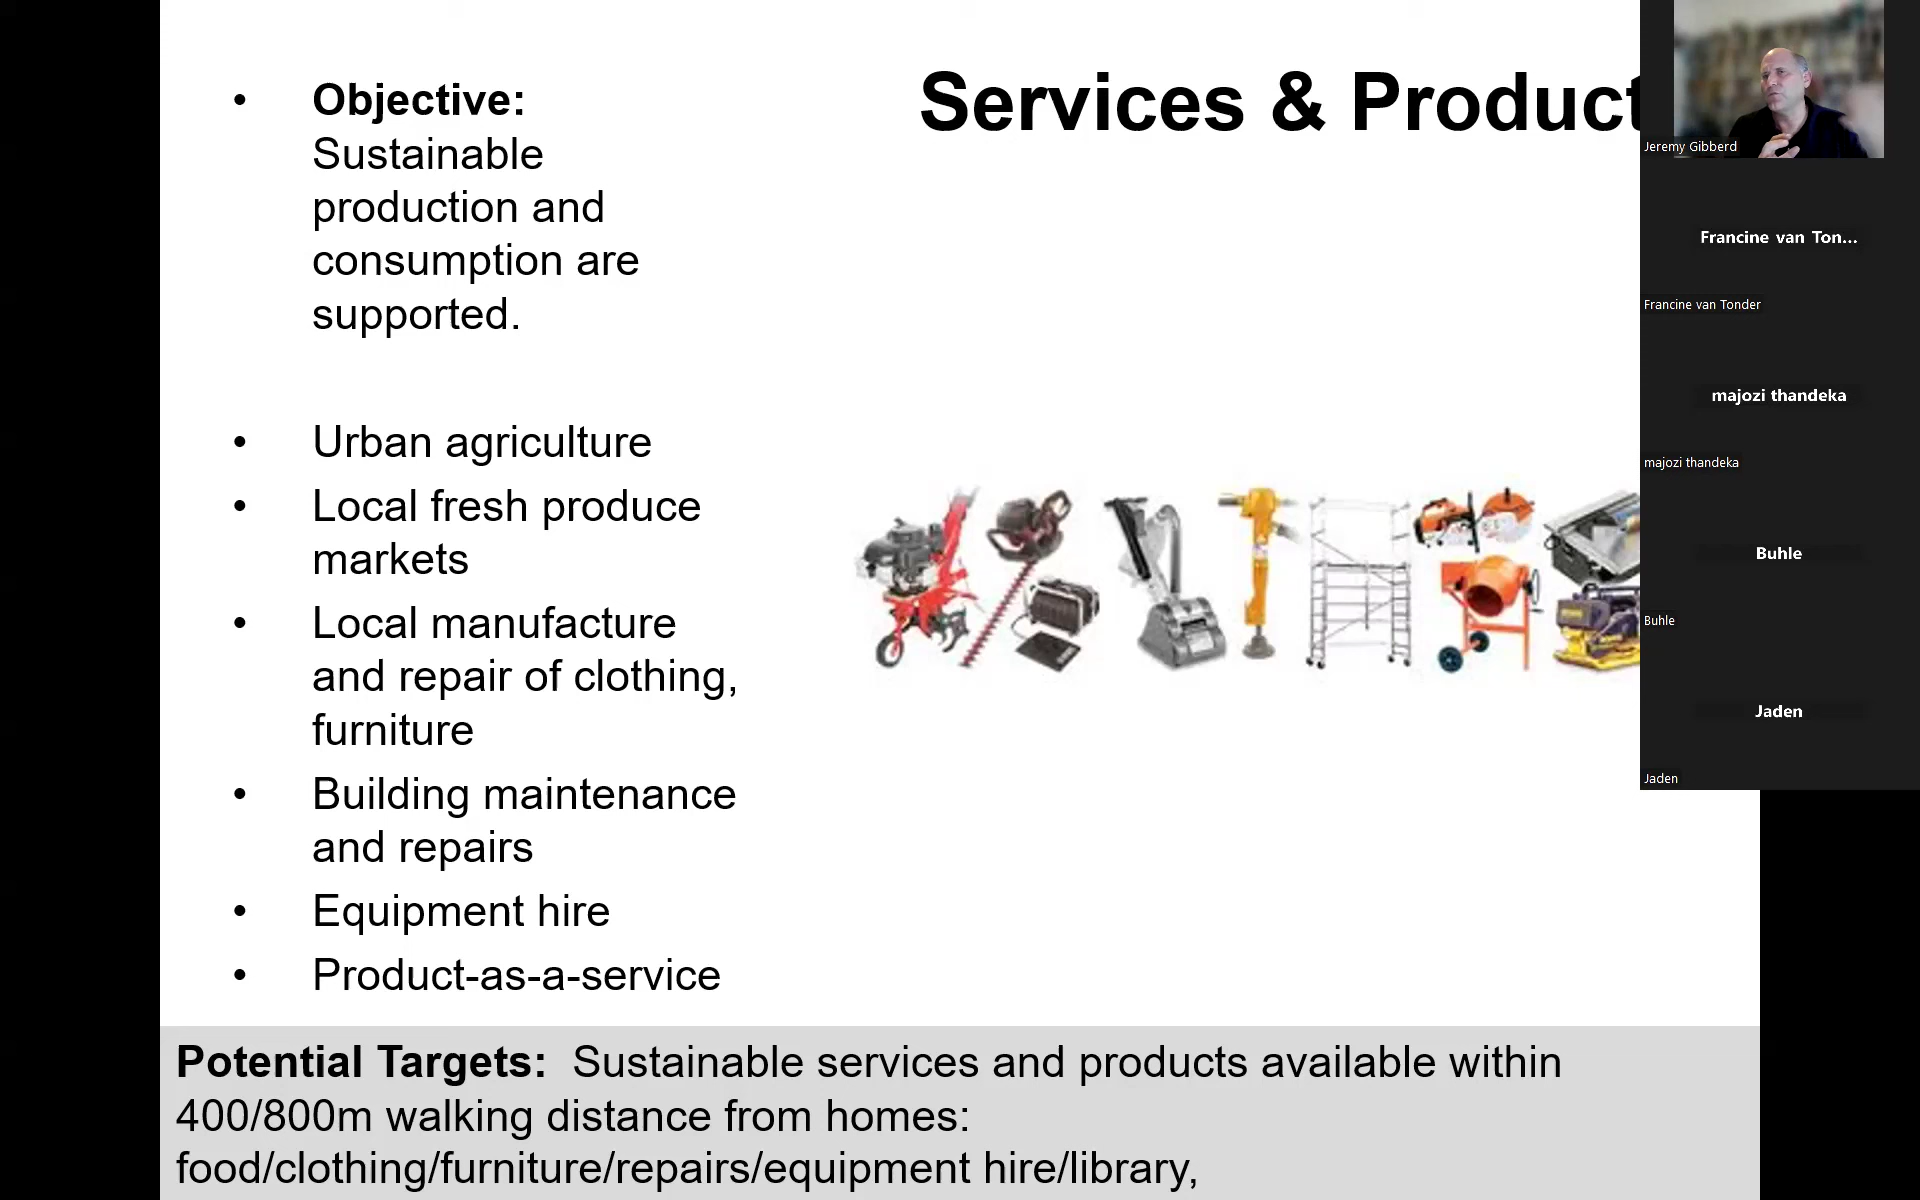 Services & Product
• Objective:
Sustainable
production and
consumption are
supported.
• Urban agriculture
• Local fresh produce
markets
• Local manufacture
and repair of clothing,
furniture
• Building maintenance
and repairs
• Equipment hire
• Product-as-a-service
Potential Targets: Sustainable services and products available within
400/800m walking distance from homes:
food/clothing/furniture/repairs/equipment hire/library,
Jeremy Gibberd
Francine van Ton...
Francine van Tonder
majozi thandeka
majozi thandeka
Buhle
Buhle
Jaden
Jaden